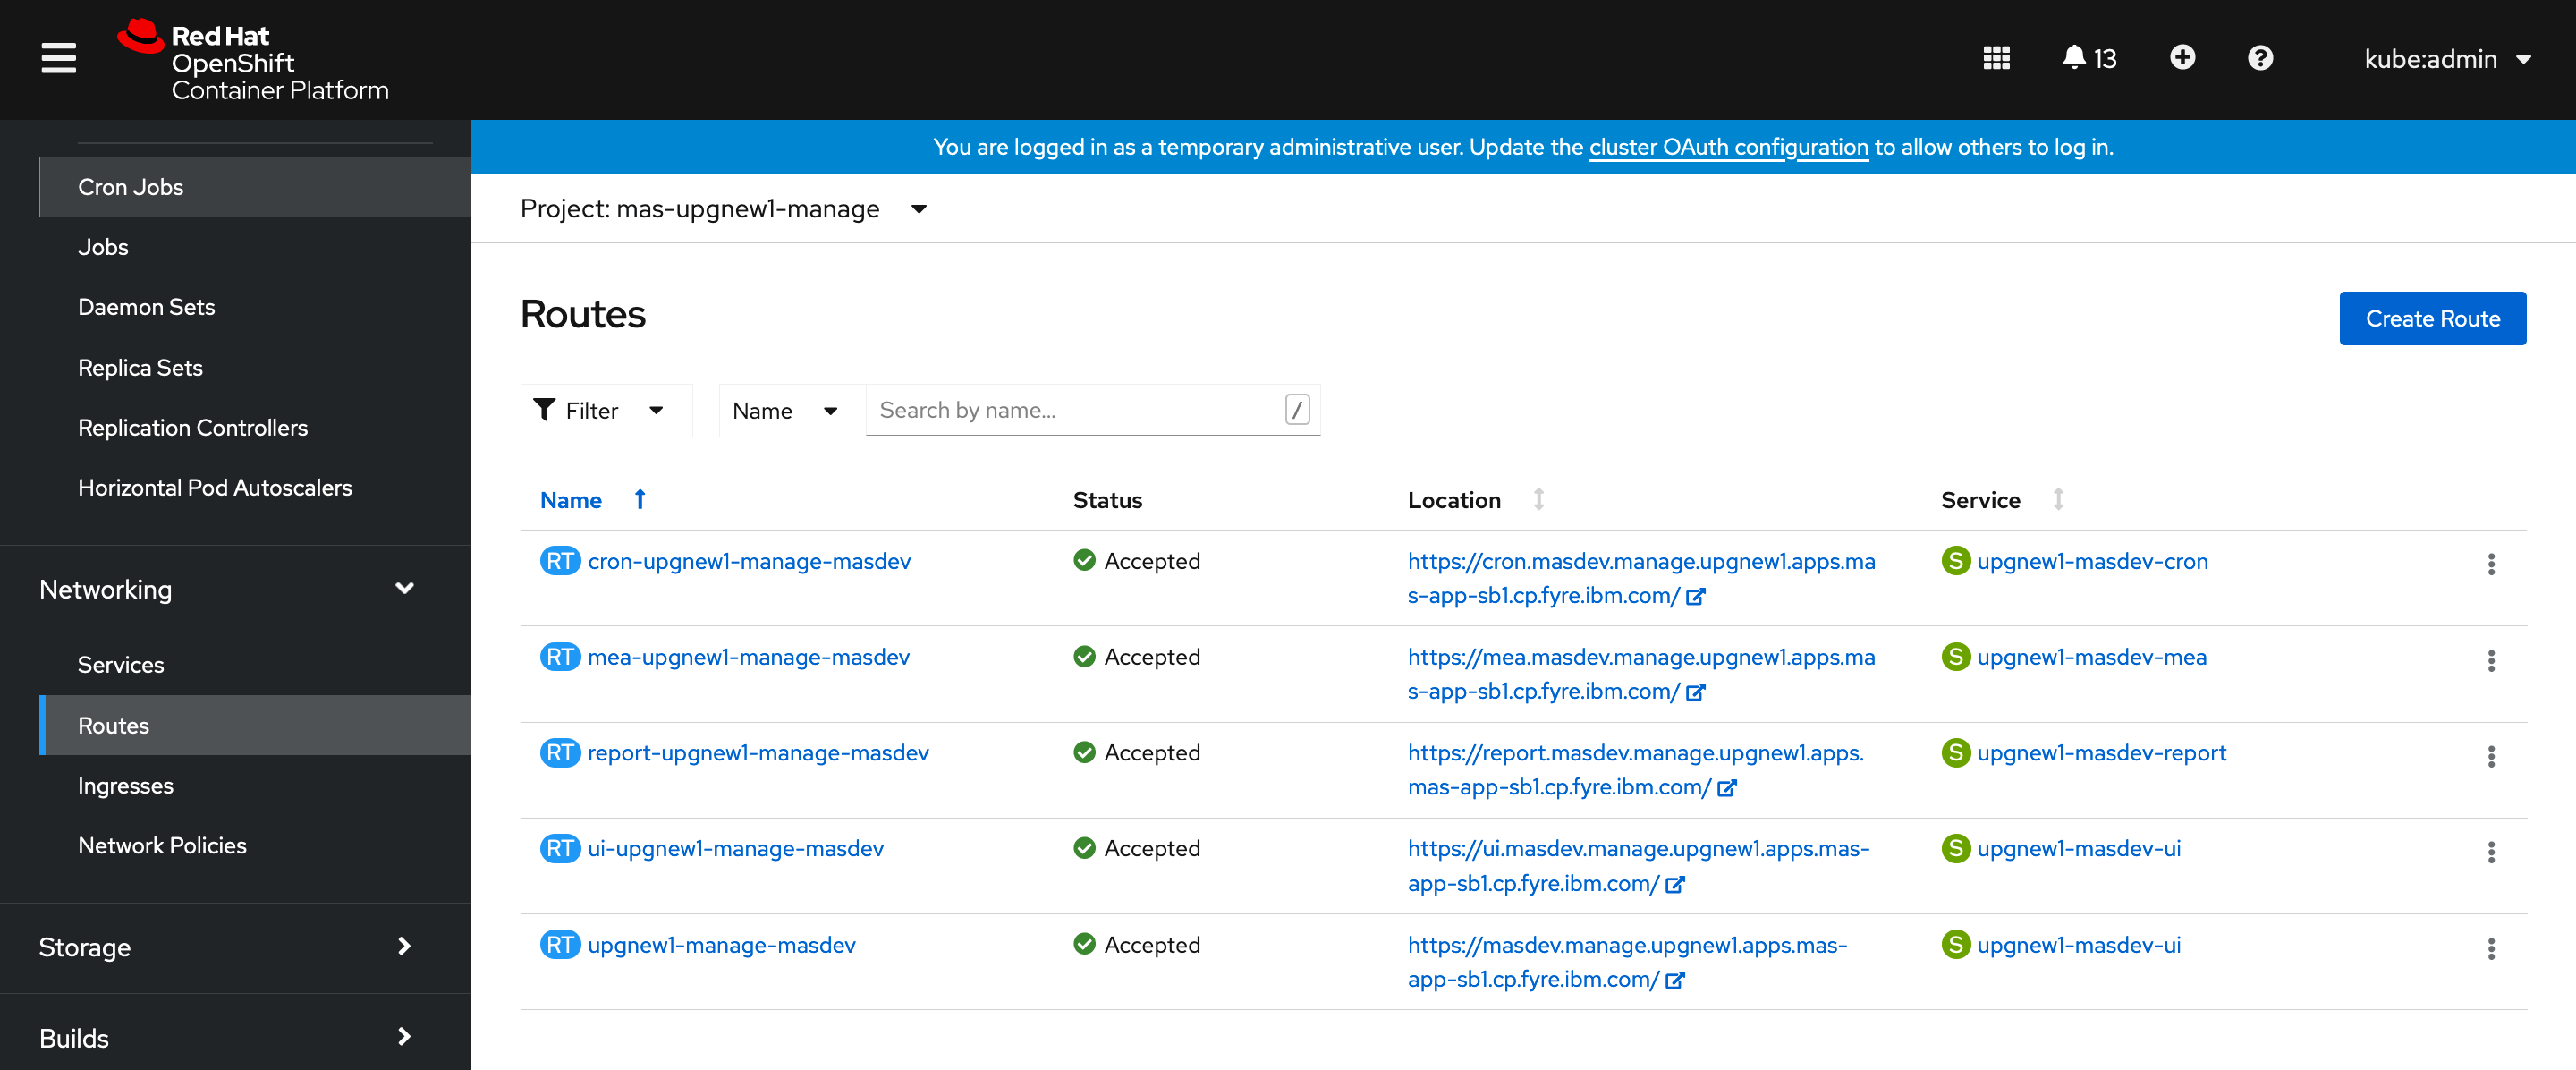 Red Hat
OpenShift
Container Platform
13
kube:admin
Cron Jobs
Jobs
Daemon Sets
Replica Sets
Replication Controllers
Horizontal Pod Autoscalers
Networking
Services
Routes
Ingresses
Network Policies
Storage
Builds
You are logged in as a temporary administrative user. Update the cluster OAuth configuration to allow others to log in.
Project: mas-upgnew1-manage
Routes
Create Route
Filter
Name
Search by name...
/
Name Status Location Service
RT cron-upgnew1-manage-masdev Accepted https://cron.masdev.manage.upgnew1.apps.ma S upgnew1-masdev-cron
s-app-sb1.cp.fyre.ibm.com/
RT mea-upgnew1-manage-masdev Accepted https://mea.masdev.manage.upgnew1.apps.ma S upgnew1-masdev-mea
s-app-sb1.cp.fyre.ibm.com/
RT report-upgnew1-manage-masdev Accepted https://report.masdev.manage.upgnew1.apps. S upgnew1-masdev-report
mas-app-sb1.cp.fyre.ibm.com/
RT ui-upgnew1-manage-masdev Accepted https://ui.masdev.manage.upgnew1.apps.mas- S upgnew1-masdev-ui
app-sb1.cp.fyre.ibm.com/
RT upgnew1-manage-masdev Accepted https://masdev.manage.upgnew1.apps.mas- S upgnew1-masdev-ui
app-sb1.cp.fyre.ibm.com/